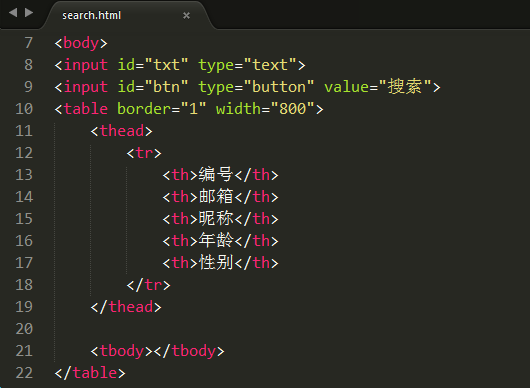 search.html ×
7 <body>
8 <input id="txt" type="text">
9 <input id="btn" type="button" value="搜索">
10 <table border="1" width="800">
11 <thead>
12 <tr>
13 <th>编号</th>
14 <th>邮箱</th>
15 <th>昵称</th>
16 <th>年龄</th>
17 <th>性别</th>
18 </tr>
19 </thead>
20
21 <tbody></tbody>
22 </table>